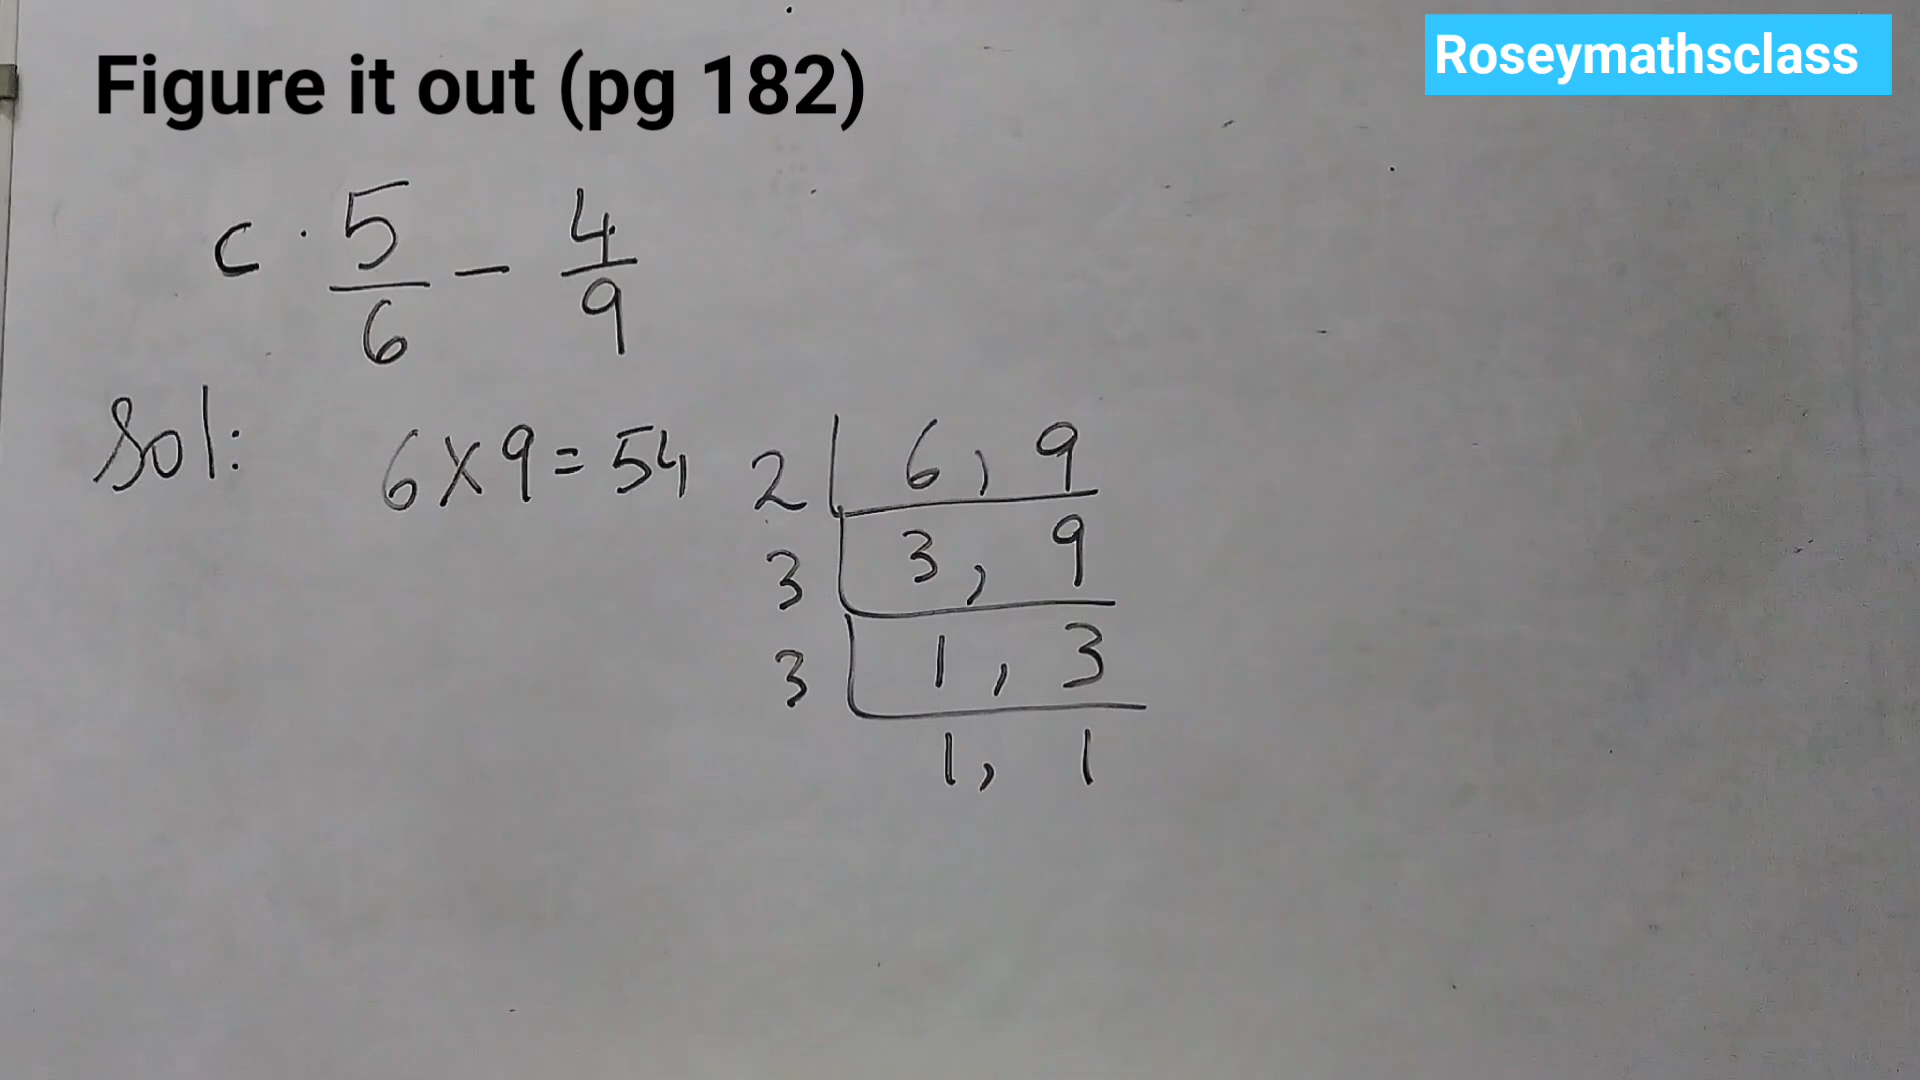 Figure it out (pg 182)
Roseymathsclass
c. 5/6 - 4/9
Sol: 6 x 9 = 54
2 | 6, 9
3 | 3, 9
3 | 1, 3
1, 1